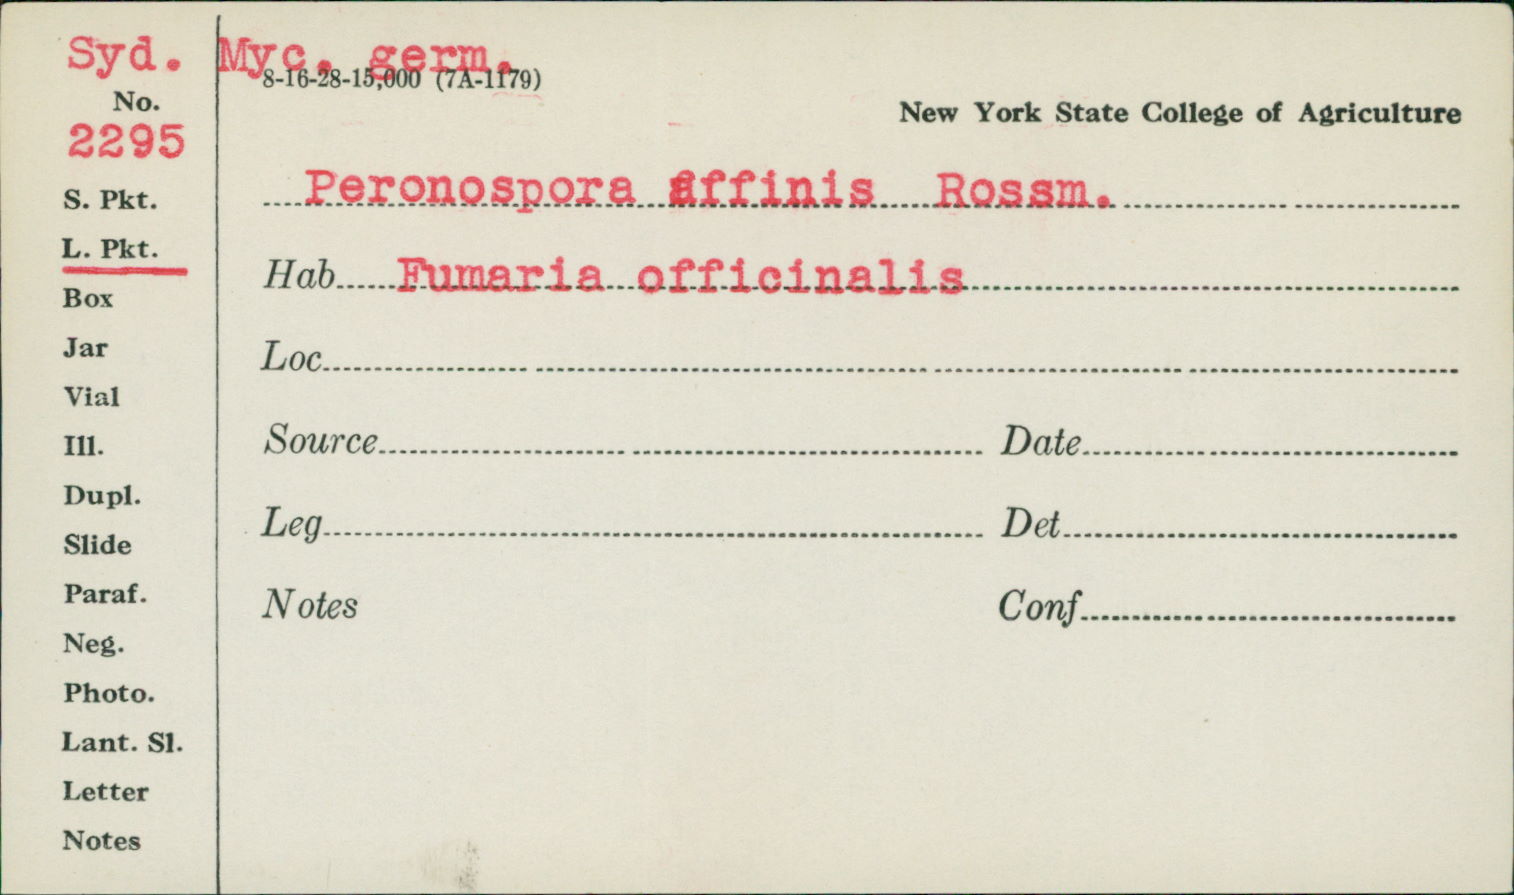 Syd. Myc. germ.
8-16-28-15,000 (7A-1179)
No.
New York State College of Agriculture
2295
Peronospora affinis Rossm.
S. Pkt.
L. Pkt.
Hab Fumaria officinalis
Box
Jar
Loc
Vial
Ill.
Source Date
Dupl.
Slide
Leg Det
Paraf.
Notes Conf
Neg.
Photo.
Lant. Sl.
Letter
Notes